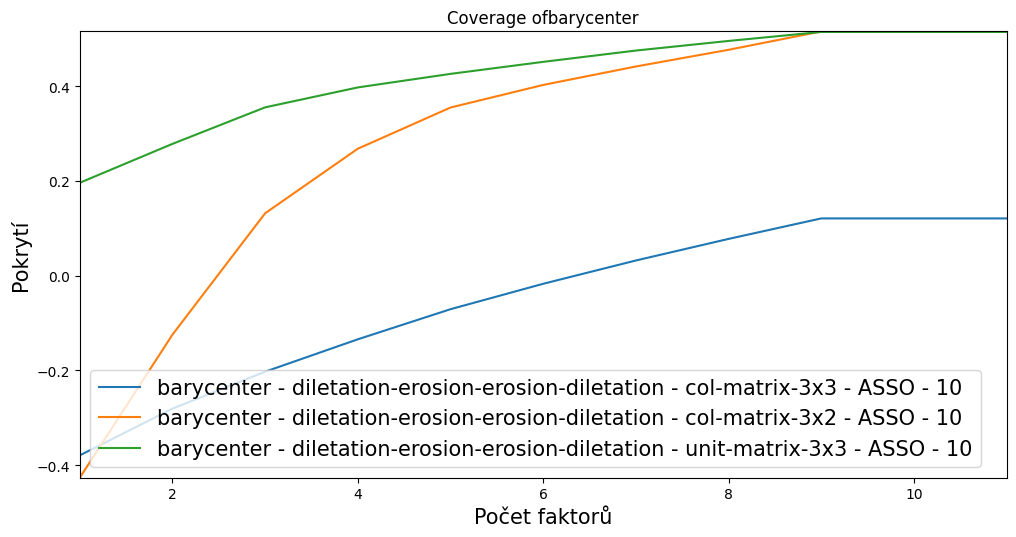 Coverage ofbarycenter
Pokrytí
0.4
0.2
0.0
−0.2
−0.4
barycenter - diletation-erosion-erosion-diletation - col-matrix-3x3 - ASSO - 10
barycenter - diletation-erosion-erosion-diletation - col-matrix-3x2 - ASSO - 10
barycenter - diletation-erosion-erosion-diletation - unit-matrix-3x3 - ASSO - 10
2 4 6 8 10
Počet faktorů